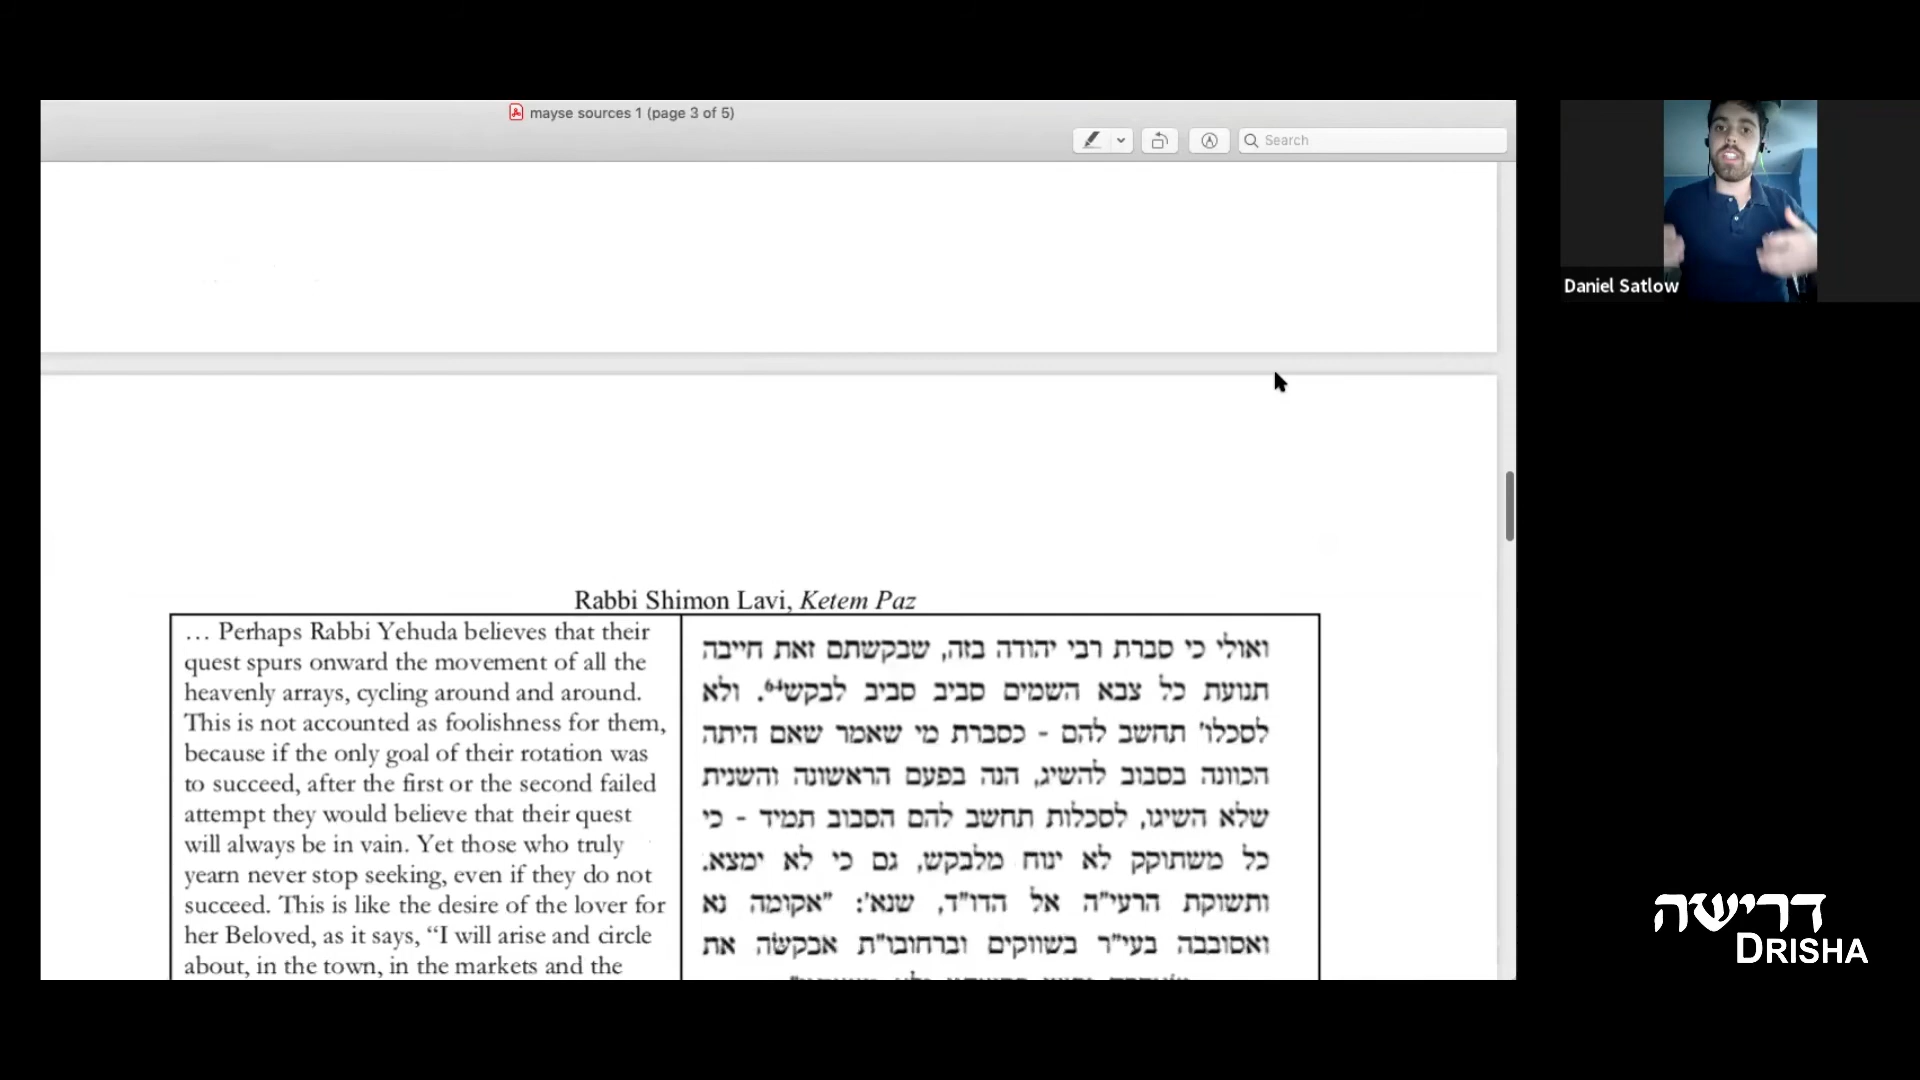 mayse sources 1 (page 3 of 5)
Search
Daniel Satlow
Rabbi Shimon Lavi, Ketem Paz
… Perhaps Rabbi Yehuda believes that their
quest spurs onward the movement of all the
heavenly arrays, cycling around and around.
This is not accounted as foolishness for them,
because if the only goal of their rotation was
to succeed, after the first or the second failed
attempt they would believe that their quest
will always be in vain. Yet those who truly
yearn never stop seeking, even if they do not
succeed. This is like the desire of the lover for
her Beloved, as it says, “I will arise and circle
about, in the town, in the markets and the
ואולי כי סברת רבי יהודה בזה, שבקשתם זאת חייבה
תנועת כל צבא השמים סביב סביב לבקש64. ולא
לסכלו' תחשב להם - כסברת מי שאמר שאם היתה
הכוונה בסבוב להשיג, הנה בפעם הראשונה והשנית
שלא השיגו, לסכלות תחשב להם הסבוב תמיד - כי
כל משתוקק לא ינוח מלבקש, גם כי לא ימצא.
ותשוקת הרעי"ה אל הדו"ד, שנא': "אקומה נא
ואסובבה בעי"ר בשווקים וברחובו"ת אבקשה את
דרישה
DRISHA